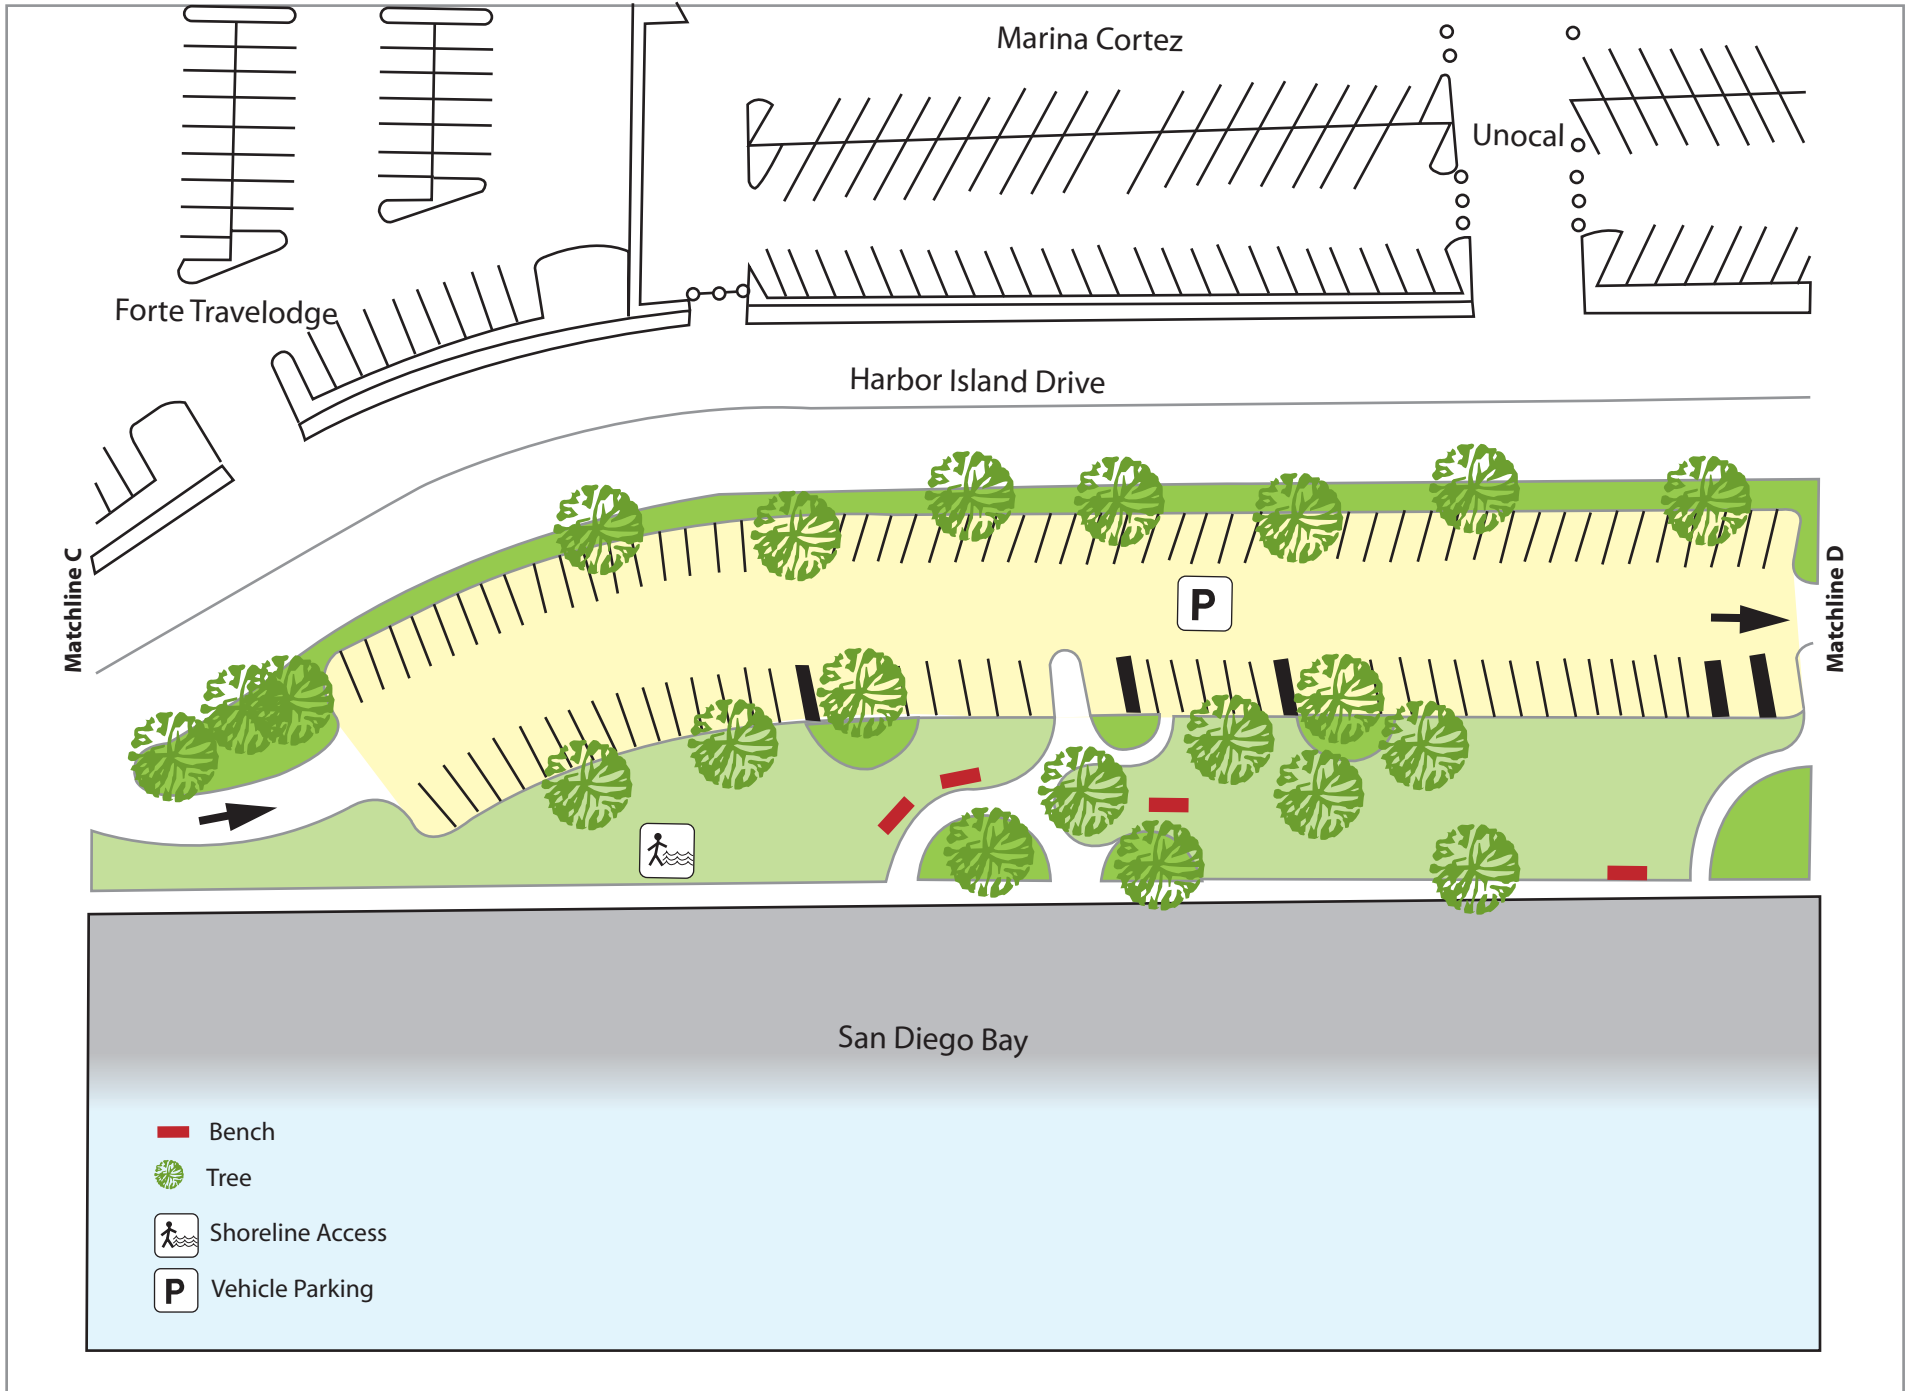 Marina Cortez
Unocal
Forte Travelodge
Harbor Island Drive
Matchline C
Matchline D
P
San Diego Bay
Bench
Tree
Shoreline Access
P Vehicle Parking